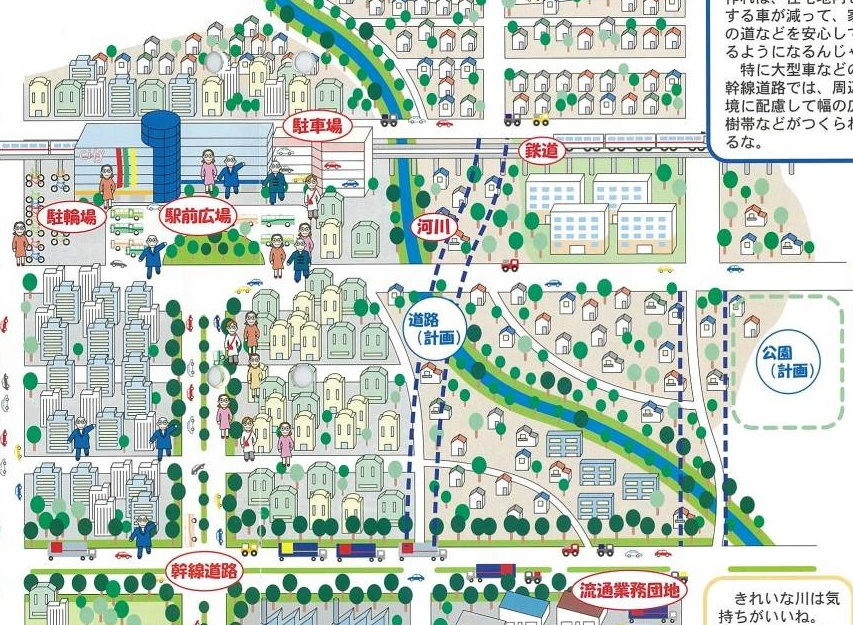 する車が減って、家
の道などを安心して
るようになるんじゃ
特に大型車などの
幹線道路では、周辺
境に配慮して幅の広
樹帯などがつくられ
るな。
駐車場
鉄道
city
駐輪場
駅前広場
河川
道路
（計画）
公園
（計画）
幹線道路
流通業務団地
きれいな川は気
持ちがいいね。